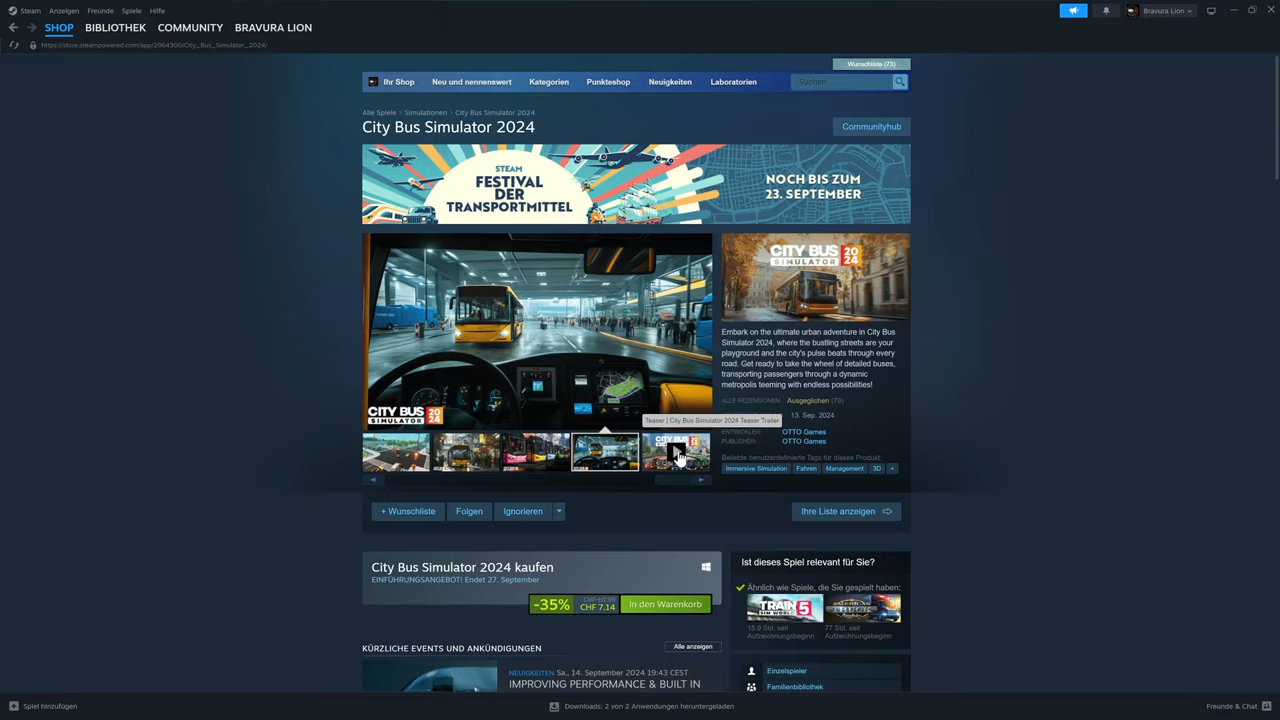 Steam Anzeigen Freunde Spiele Hilfe
Bravura Lion
SHOP BIBLIOTHEK COMMUNITY BRAVURA LION
https://store.steampowered.com/app/2964300/City_Bus_Simulator_2024/
Wunschliste (73)
Ihr Shop Neu und nennenswert Kategorien Punkteshop Neuigkeiten Laboratorien Suchen
Alle Spiele > Simulationen > City Bus Simulator 2024
City Bus Simulator 2024
Communityhub
STEAM
FESTIVAL
DER
TRANSPORTMITTEL
NOCH BIS ZUM
23. SEPTEMBER
CITY BUS
SIMULATOR 2024
CITY BUS
SIMULATOR 2024
Embark on the ultimate urban adventure in City Bus
Simulator 2024, where the bustling streets are your
playground and the city's pulse beats through every
road. Get ready to take the wheel of detailed buses,
transporting passengers through a dynamic
metropolis teeming with endless possibilities!
ALLE REZENSIONEN: Ausgeglichen (79)
13. Sep. 2024
ENTWICKLER: OTTO Games
PUBLISHER: OTTO Games
Beliebte benutzerdefinierte Tags für dieses Produkt:
Immersive Simulation Fahren Management 3D +
Teaser | City Bus Simulator 2024 Teaser Trailer
CITY BUS
+ Wunschliste Folgen Ignorieren
Ihre Liste anzeigen
City Bus Simulator 2024 kaufen
EINFÜHRUNGSANGEBOT! Endet 27. September
-35% CHF 10.99 CHF 7.14 In den Warenkorb
Ist dieses Spiel relevant für Sie?
Ähnlich wie Spiele, die Sie gespielt haben:
TRAIN
SIM WORLD 5
AMERICAN
TRUCK
15.9 Std. seit
Aufzeichnungsbeginn
77 Std. seit
Aufzeichnungsbeginn
KÜRZLICHE EVENTS UND ANKÜNDIGUNGEN
Alle anzeigen
NEUIGKEITEN Sa., 14. September 2024 19:43 CEST
IMPROVING PERFORMANCE & BUILT IN
Einzelspieler
Familienbibliothek
Spiel hinzufügen
Downloads: 2 von 2 Anwendungen heruntergeladen
Freunde & Chat